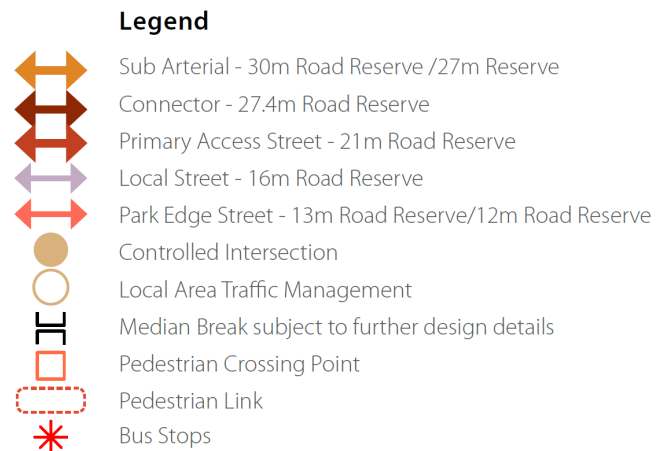 Legend
Sub Arterial - 30m Road Reserve /27m Reserve
Connector - 27.4m Road Reserve
Primary Access Street - 21m Road Reserve
Local Street - 16m Road Reserve
Park Edge Street - 13m Road Reserve/12m Road Reserve
Controlled Intersection
Local Area Traffic Management
Median Break subject to further design details
Pedestrian Crossing Point
Pedestrian Link
Bus Stops